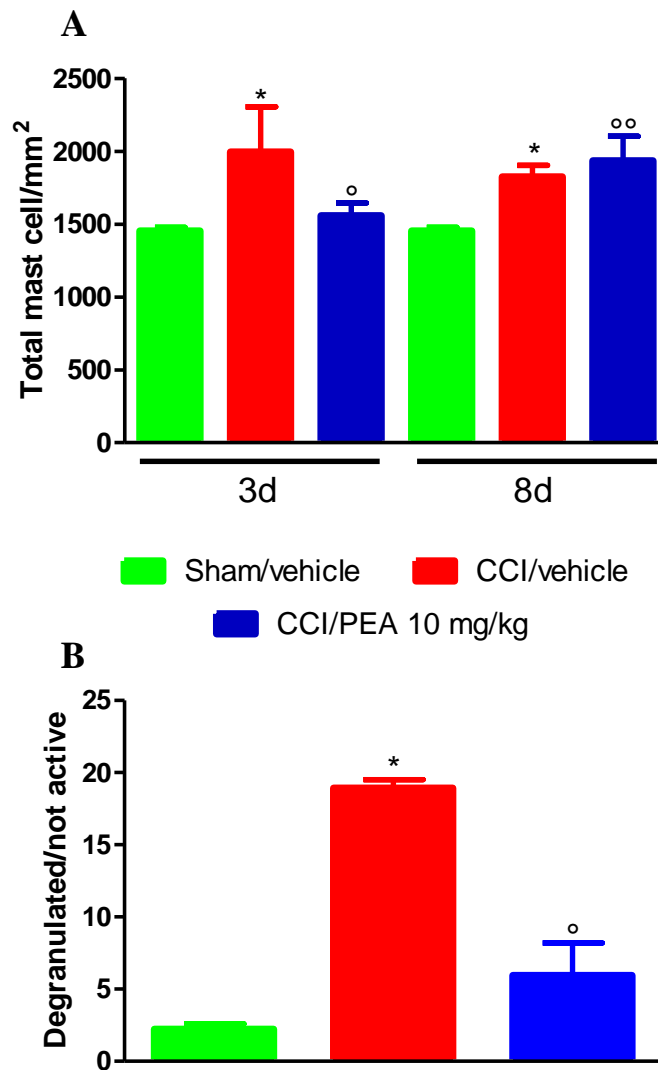 A
Total mast cell/mm²
2500
2000
1500
1000
500
0
*
°
*
°°
3d
8d
Sham/vehicle
CCI/vehicle
CCI/PEA 10 mg/kg
B
Degranulated/not active
25
20
15
10
5
0
*
°